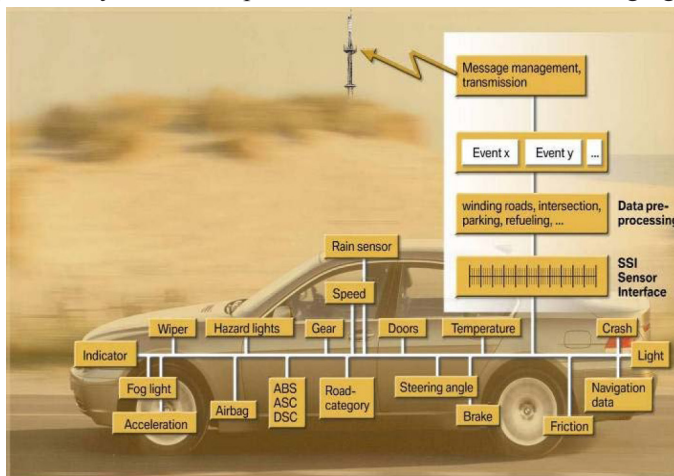 Message management,
transmission
Event x
Event y
...
winding roads, intersection,
parking, refueling, ...
Data pre-
processing
SSI
Sensor
Interface
Rain sensor
Speed
Wiper
Hazard lights
Gear
Doors
Temperature
Crash
Indicator
Light
Fog light
Acceleration
Airbag
ABS
ASC
DSC
Road-
category
Steering angle
Brake
Friction
Navigation
data